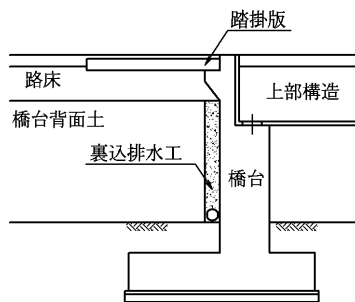 踏掛版
路床
上部構造
橋台背面土
裏込排水工
橋台